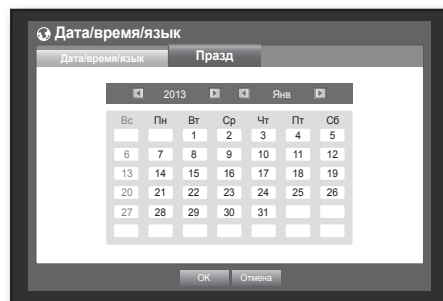 Дата/время/язык
Дата/время/язык Празд
2013 Янв
Вс Пн Вт Ср Чт Пт Сб
1 2 3 4 5
6 7 8 9 10 11 12
13 14 15 16 17 18 19
20 21 22 23 24 25 26
27 28 29 30 31
OK Отмена